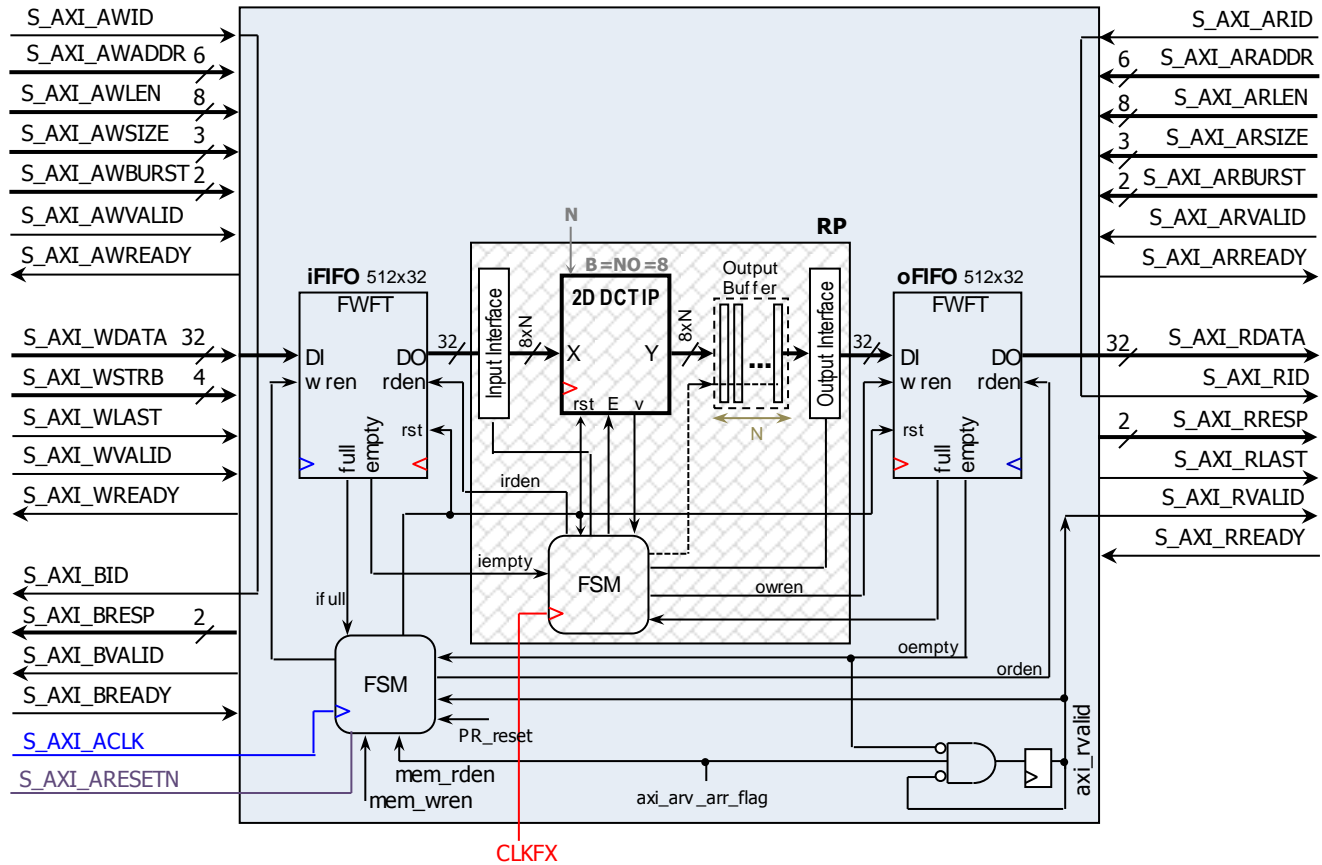 S_AXI_AWID
S_AXI_AWADDR 6
S_AXI_AWLEN 8
S_AXI_AWSIZE 3
S_AXI_AWBURST 2
S_AXI_AWVALID
S_AXI_AWREADY
S_AXI_WDATA 32
S_AXI_WSTRB 4
S_AXI_WLAST
S_AXI_WVALID
S_AXI_WREADY
S_AXI_BID
S_AXI_BRESP 2
S_AXI_BVALID
S_AXI_BREADY
S_AXI_ACLK
S_AXI_ARESETN
iFIFO 512x32
FWFT
DI
DO
wren
rden
rst
full
empty
32
ifull
FSM
PR_reset
mem_rden
mem_wren
RP
N
B=NO=8
2D DCT IP
Input Interface
8xN
X
Y
rst
E
v
8xN
Output
Buffer
...
N
Output Interface
32
irden
iempty
FSM
owren
CLKFX
oFIFO 512x32
FWFT
DI
DO
wren
rden
rst
full
empty
oempty
orden
axi_arv_arr_flag
axi_rvalid
S_AXI_ARID
6 S_AXI_ARADDR
8 S_AXI_ARLEN
3 S_AXI_ARSIZE
2 S_AXI_ARBURST
S_AXI_ARVALID
S_AXI_ARREADY
32 S_AXI_RDATA
S_AXI_RID
2 S_AXI_RRESP
S_AXI_RLAST
S_AXI_RVALID
S_AXI_RREADY